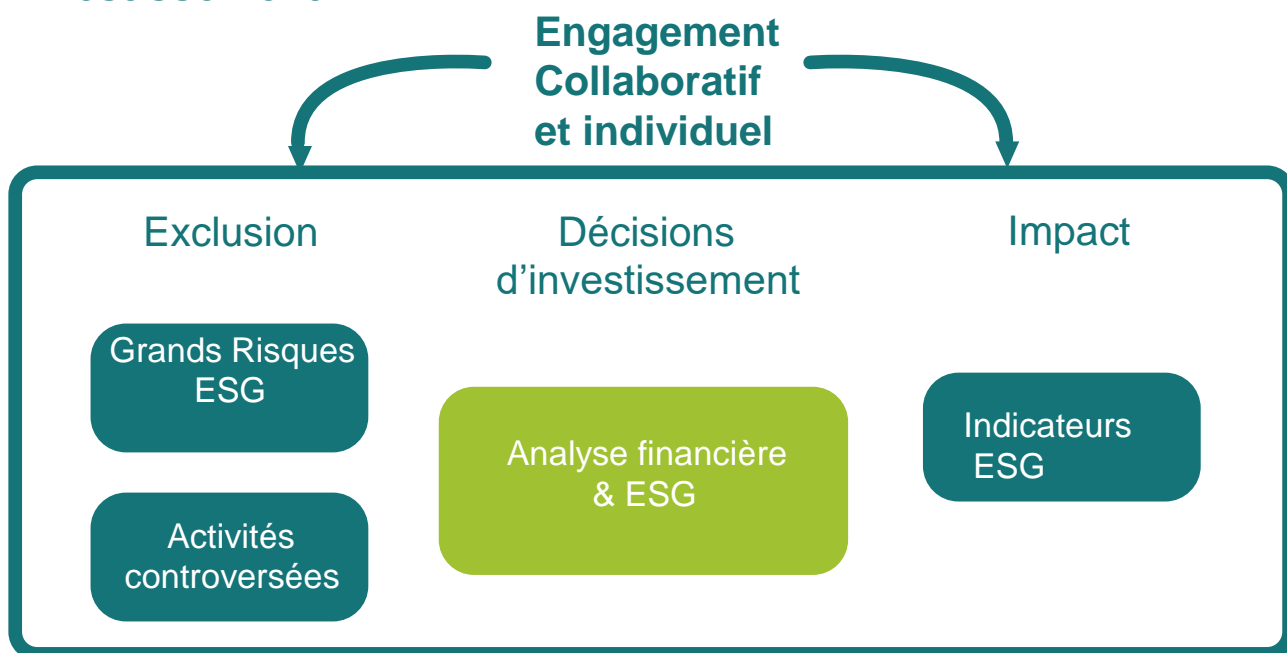 Engagement
Collaboratif
et individuel
Exclusion
Décisions
d’investissement
Impact
Grands Risques
ESG
Activités
controversées
Analyse financière
& ESG
Indicateurs
ESG